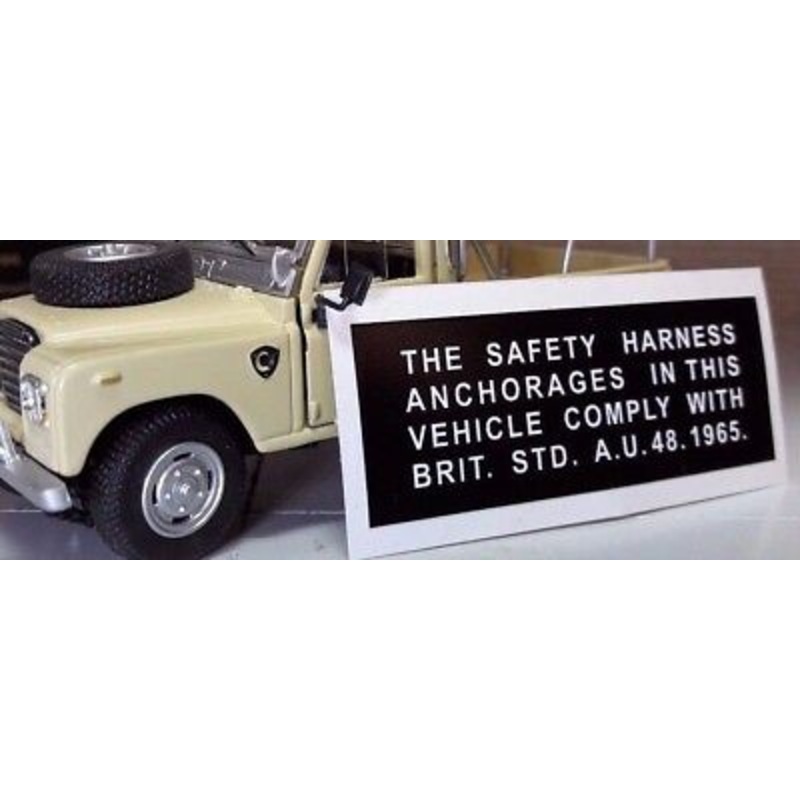 THE SAFETY HARNESS
ANCHORAGES IN THIS
VEHICLE COMPLY WITH
BRIT. STD. A.U.48.1965.